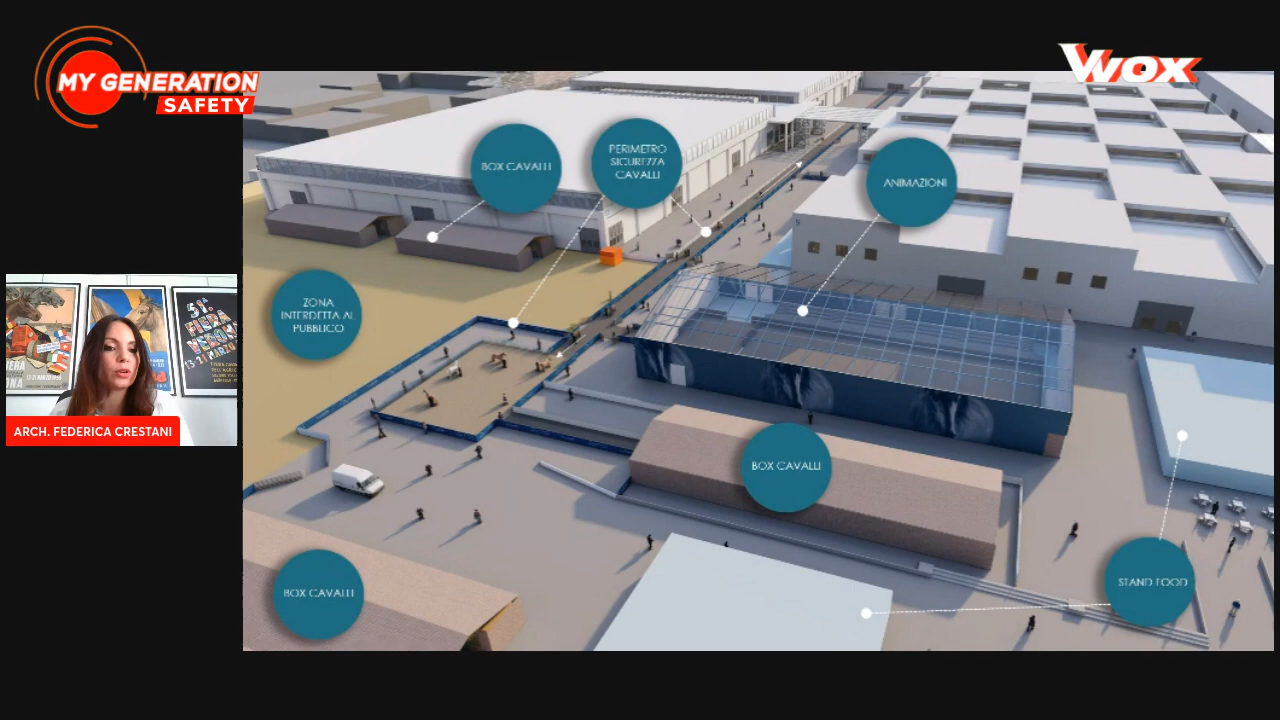 MY GENERATION
SAFETY
VVOX
BOX CAVALLI
PERIMETRO
SICUREZZA
CAVALLI
ANIMAZIONI
ZONA
INTERDETTA AL
PUBBLICO
ARCH. FEDERICA CRESTANI
BOX CAVALLI
BOX CAVALLI
STAND FOOD